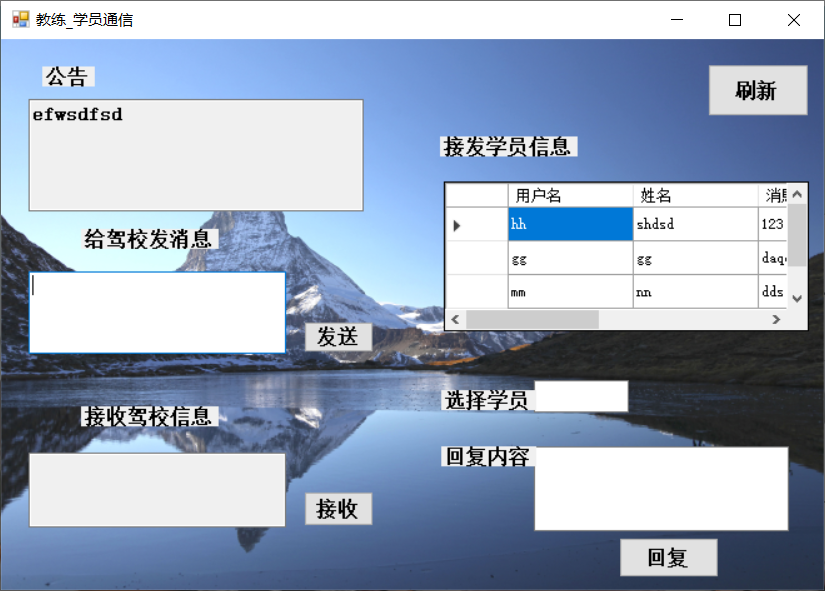 教练_学员通信
公告
刷新
efwsdfsd
接发学员信息
用户名 姓名
hh shdsd 123
gg gg
mm nn dds
给驾校发消息
发送
选择学员
接收驾校信息
回复内容
接收
回复